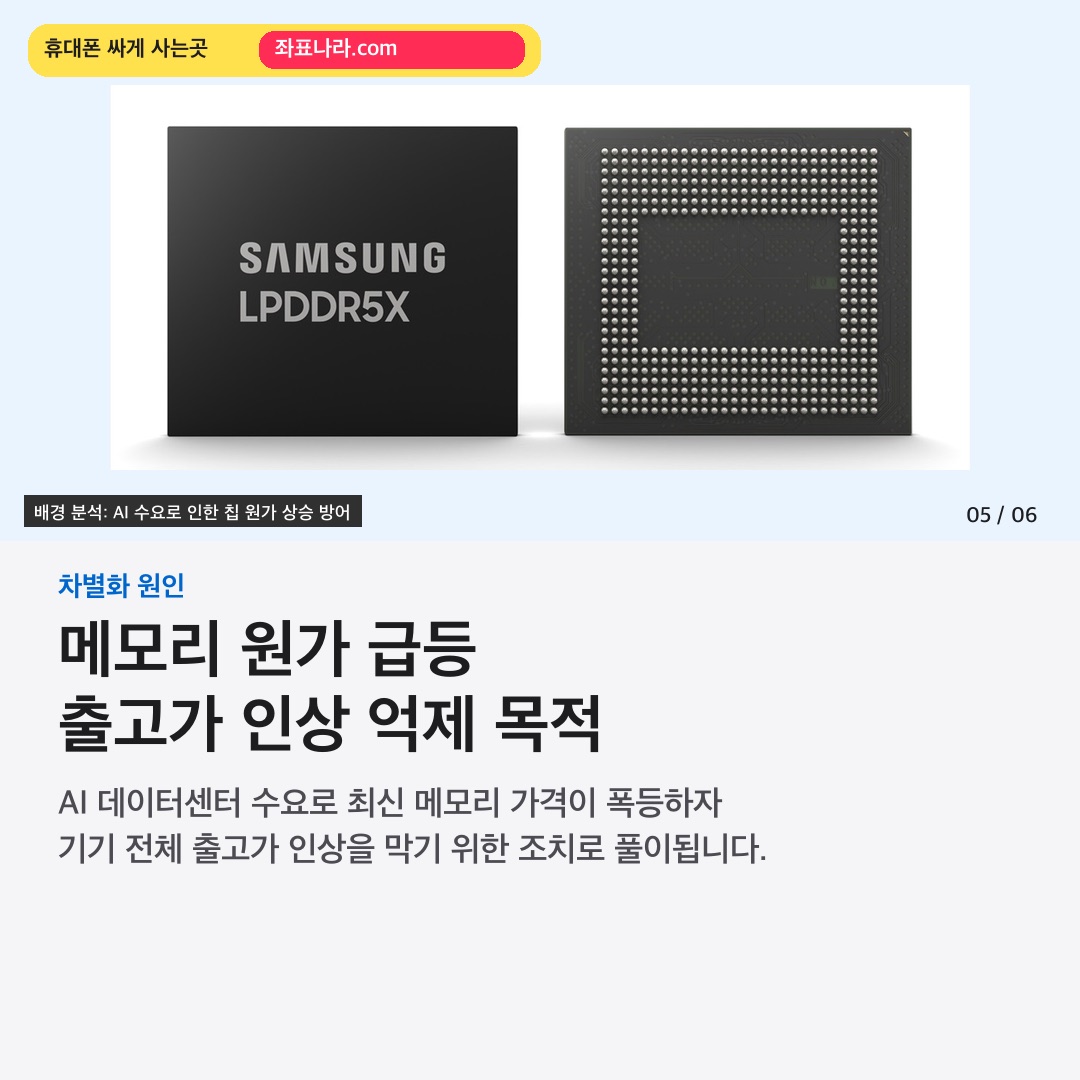 휴대폰 싸게 사는곳
좌표나라.com
SAMSUNG
LPDDR5X
배경 분석: AI 수요로 인한 칩 원가 상승 방어
05 / 06
차별화 원인
메모리 원가 급등
출고가 인상 억제 목적
AI 데이터센터 수요로 최신 메모리 가격이 폭등하자
기기 전체 출고가 인상을 막기 위한 조치로 풀이됩니다.